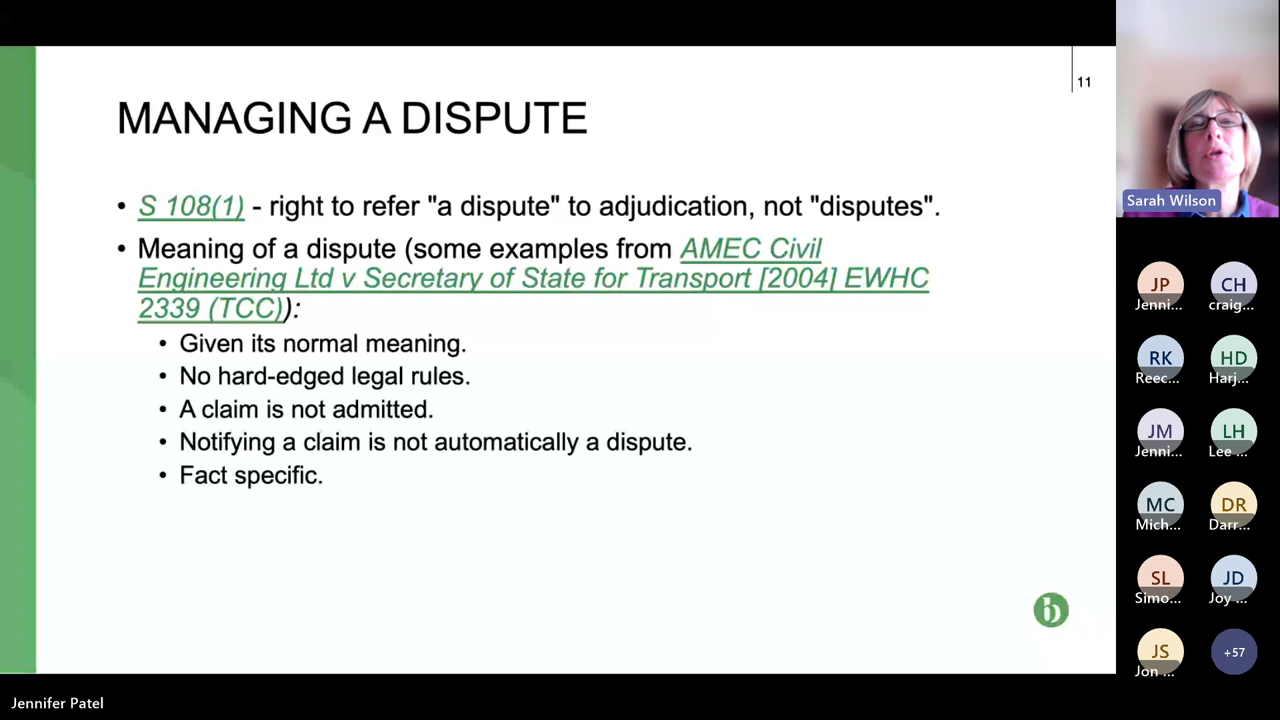 11
MANAGING A DISPUTE
• S 108(1) - right to refer "a dispute" to adjudication, not "disputes".
• Meaning of a dispute (some examples from AMEC Civil
Engineering Ltd v Secretary of State for Transport [2004] EWHC
2339 (TCC)):
• Given its normal meaning.
• No hard-edged legal rules.
• A claim is not admitted.
• Notifying a claim is not automatically a dispute.
• Fact specific.
b
Sarah Wilson
JP
Jenni...
CH
craig...
RK
Reec...
HD
Harj...
JM
Jenni...
LH
Lee ...
MC
Mich...
DR
Darr...
SL
Simo...
JD
Joy ...
JS
Jon ...
+57
Jennifer Patel